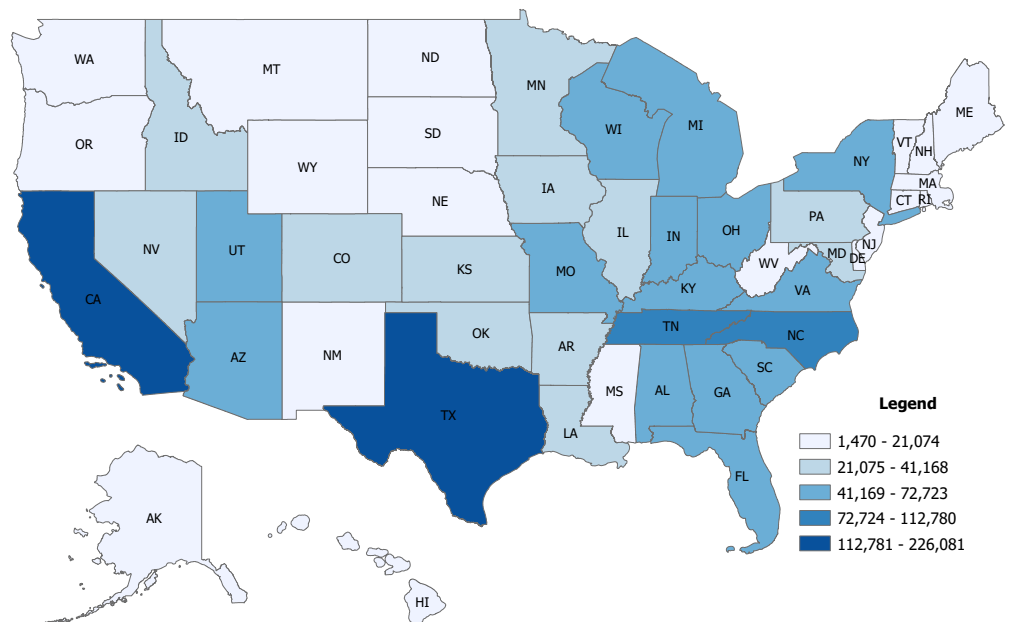 WA
MT
ND
MN
ME
OR
ID
WY
SD
WI
MI
VT
NH
NY
MA
CT
RI
NE
IA
PA
NV
UT
CO
KS
IL
IN
OH
NJ
MD
DE
WV
VA
CA
MO
KY
AZ
NM
OK
AR
TN
NC
SC
TX
LA
MS
AL
GA
FL
AK
HI
Legend
1,470 - 21,074
21,075 - 41,168
41,169 - 72,723
72,724 - 112,780
112,781 - 226,081